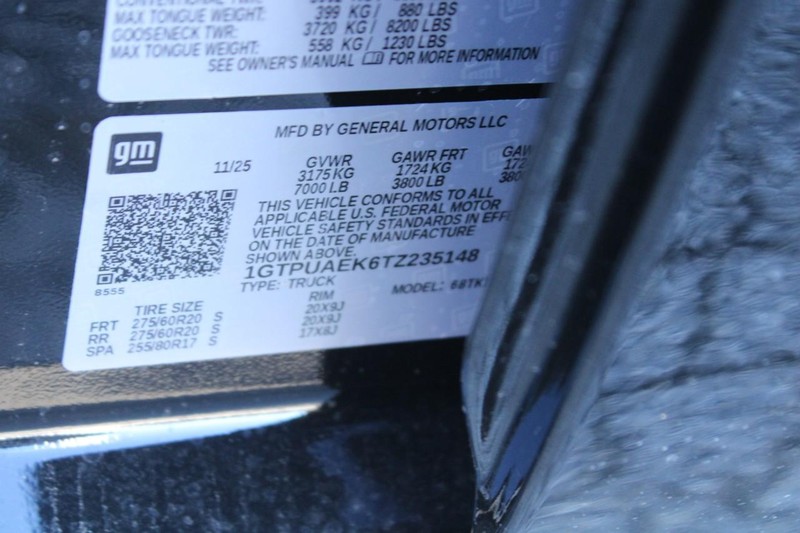 MAX TONGUE WEIGHT: 399 KG / 880 LBS
GOOSENECK TWR: 3720 KG / 8200 LBS
MAX TONGUE WEIGHT: 558 KG / 1230 LBS
SEE OWNER'S MANUAL FOR MORE INFORMATION
gm
MFD BY GENERAL MOTORS LLC
11/25 GVWR GAWR FRT
3175 KG 1724 KG
7000 LB 3800 LB
THIS VEHICLE CONFORMS TO ALL
APPLICABLE U.S. FEDERAL MOTOR
VEHICLE SAFETY STANDARDS IN
ON THE DATE OF MANUFACTURE
SHOWN ABOVE.
1GTPUAEK6TZ235148
8555
TYPE: TRUCK MODEL:
TIRE SIZE RIM
FRT 275/60R20 S 20X9J
RR 275/60R20 S 20X9J
SPA 255/80R17 S 17X8J